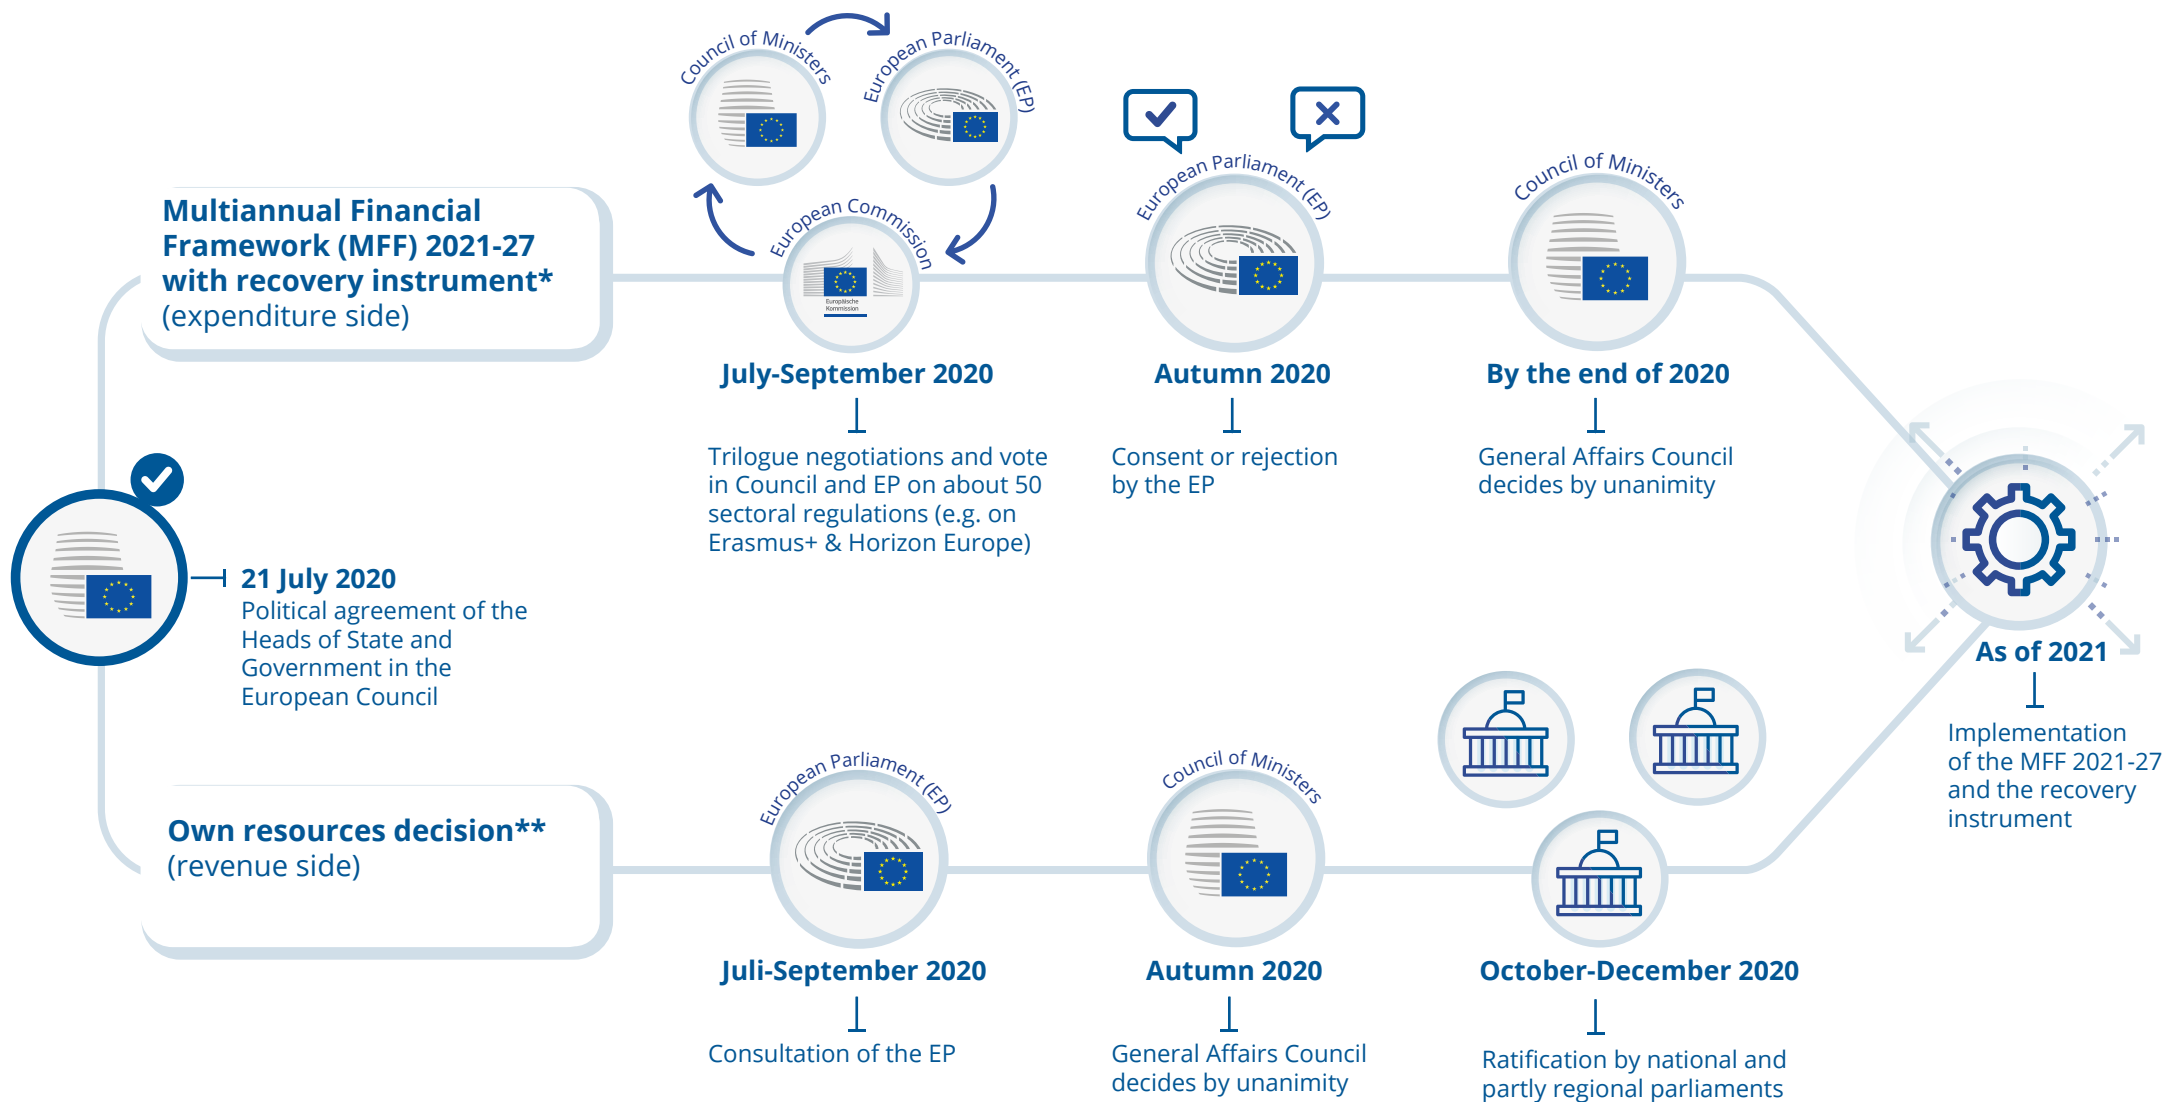 Council of Ministers
European Parliament (EP)
European Commission
Europäische
Kommission
European Parliament (EP)
Council of Ministers
Multiannual Financial
Framework (MFF) 2021-27
with recovery instrument*
(expenditure side)
July-September 2020
Trilogue negotiations and vote
in Council and EP on about 50
sectoral regulations (e.g. on
Erasmus+ & Horizon Europe)
Autumn 2020
Consent or rejection
by the EP
By the end of 2020
General Affairs Council
decides by unanimity
21 July 2020
Political agreement of the
Heads of State and
Government in the
European Council
As of 2021
Implementation
of the MFF 2021-27
and the recovery
instrument
Own resources decision**
(revenue side)
European Parliament (EP)
Juli-September 2020
Consultation of the EP
Council of Ministers
Autumn 2020
General Affairs Council
decides by unanimity
October-December 2020
Ratification by national and
partly regional parliaments